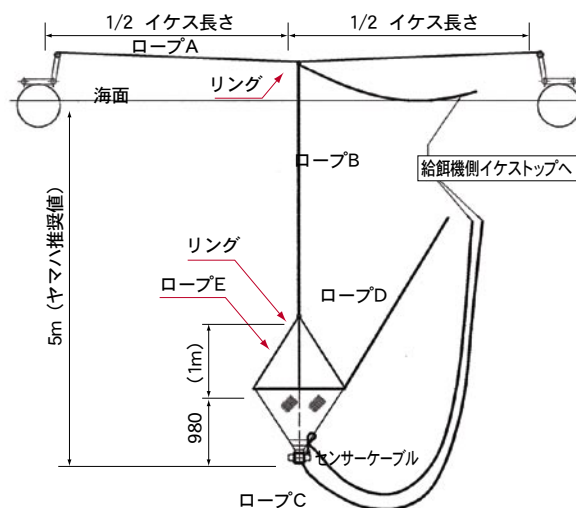 1/2 イケス長さ
1/2 イケス長さ
ロープA
リング
海面
ロープB
給餌機側イケストップへ
5m（ヤマハ推奨値）
リング
ロープE
ロープD
（1m）
980
センサーケーブル
ロープC